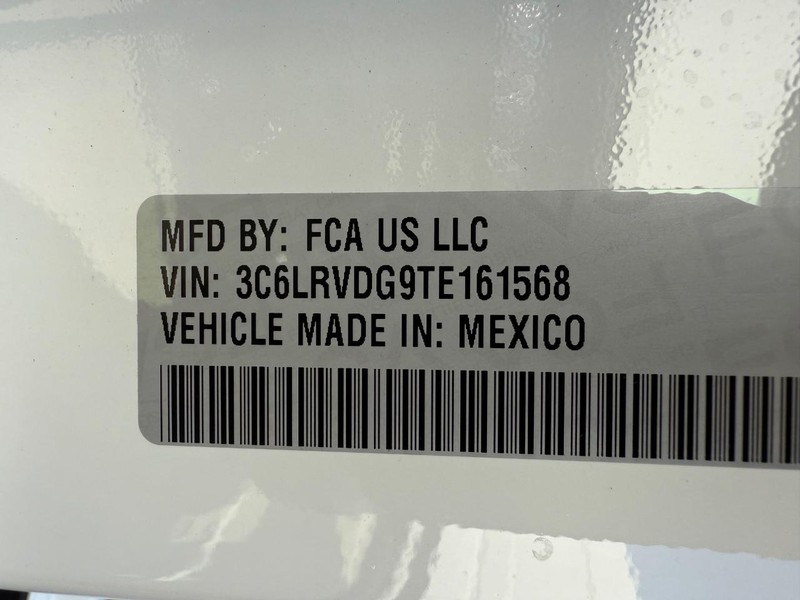 MFD BY: FCA US LLC
VIN: 3C6LRVDG9TE161568
VEHICLE MADE IN: MEXICO